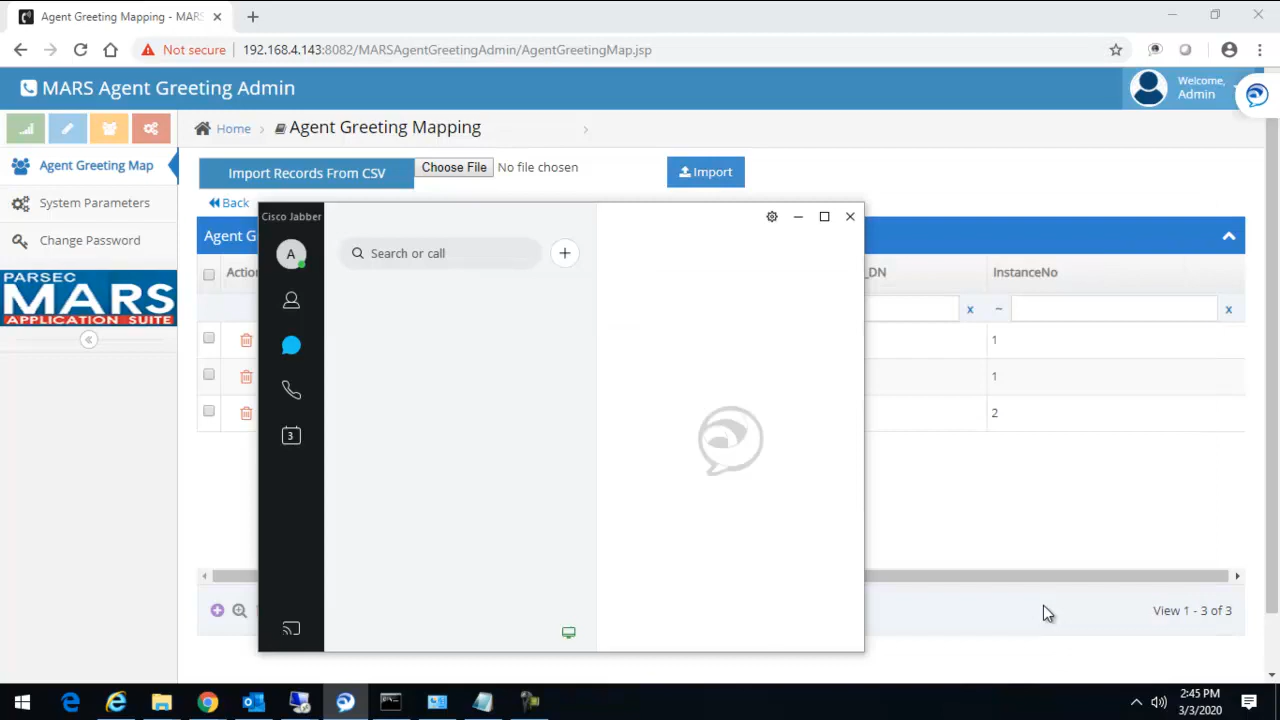 Agent Greeting Mapping - MARS
Not secure 192.168.4.143:8082/MARSAgentGreetingAdmin/AgentGreetingMap.jsp
MARS Agent Greeting Admin
Welcome,
Admin
Home
Agent Greeting Mapping
Agent Greeting Map
System Parameters
Change Password
PARSEC
MARS
APPLICATION SUITE
Import Records From CSV
Choose File No file chosen
Import
Back
Agent G
Action
_DN
InstanceNo
x ~ x
1
1
2
View 1 - 3 of 3
Cisco Jabber
A
Search or call
3
2:45 PM
3/3/2020